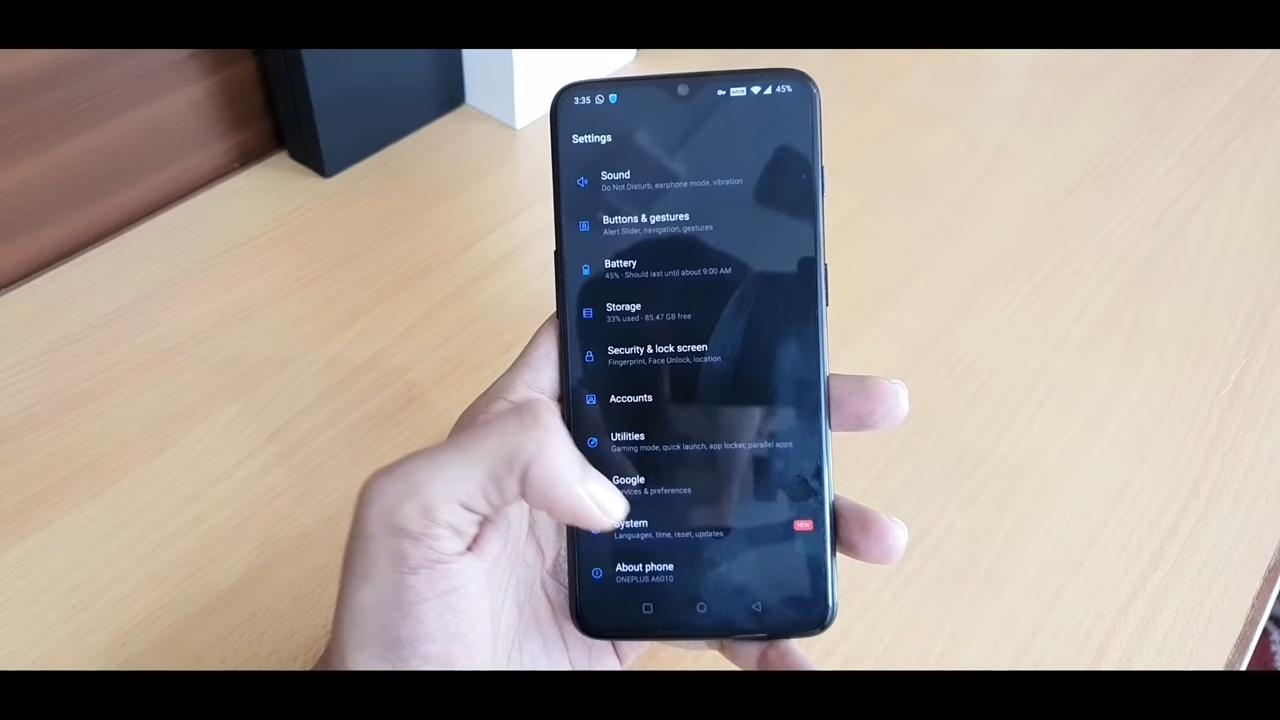 3:35
VoLTE
45%
Settings
Sound
Do Not Disturb, earphone mode, vibration
Buttons & gestures
Alert Slider, navigation, gestures
Battery
45% - Should last until about 9:00 AM
Storage
33% used - 85.47 GB free
Security & lock screen
Fingerprint, Face Unlock, location
Accounts
Utilities
Gaming mode, quick launch, app locker, parallel apps
Google
services & preferences
System
NEW
Languages, time, reset, updates
About phone
ONEPLUS A6010